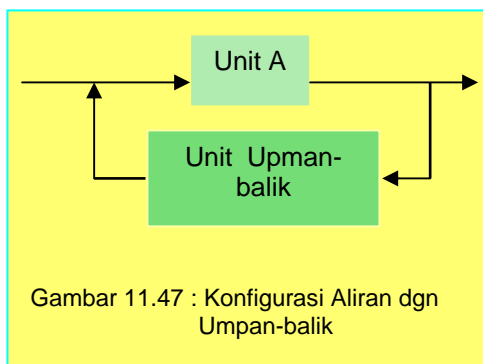 Unit A
Unit Upman-
balik
Gambar 11.47 : Konfigurasi Aliran dgn
Umpan-balik